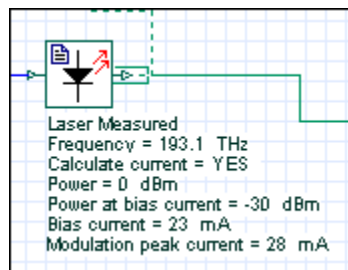 Laser Measured
Frequency = 193.1 THz
Calculate current = YES
Power = 0 dBm
Power at bias current = -30 dBm
Bias current = 23 mA
Modulation peak current = 28 mA